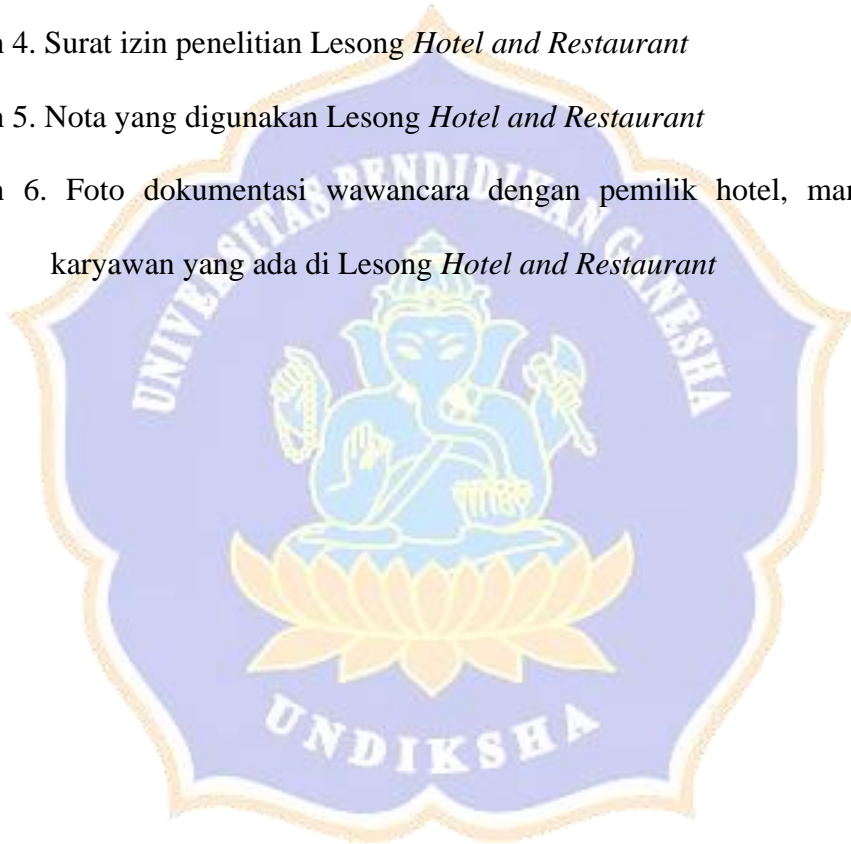 n 4. Surat izin penelitian Lesong Hotel and Restaurant
n 5. Nota yang digunakan Lesong Hotel and Restaurant
n 6. Foto dokumentasi wawancara dengan pemilik hotel, mar
karyawan yang ada di Lesong Hotel and Restaurant
UNIVERSITAS PENDIDIKAN GANESHA
UNDIKSHA